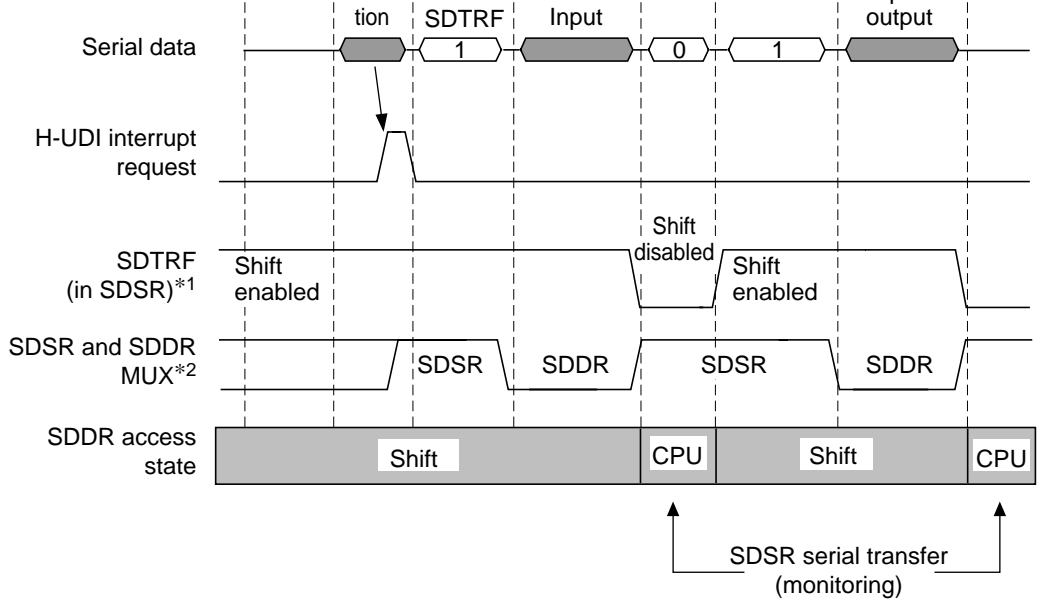 tion SDTRF Input output
Serial data 1 0 1
H-UDI interrupt
request
Shift
disabled
SDTRF
(in SDSR)*1
Shift
enabled
Shift
enabled
SDSR and SDDR
MUX*2
SDSR SDDR SDSR SDDR
SDDR access
state
Shift CPU Shift CPU
SDSR serial transfer
(monitoring)